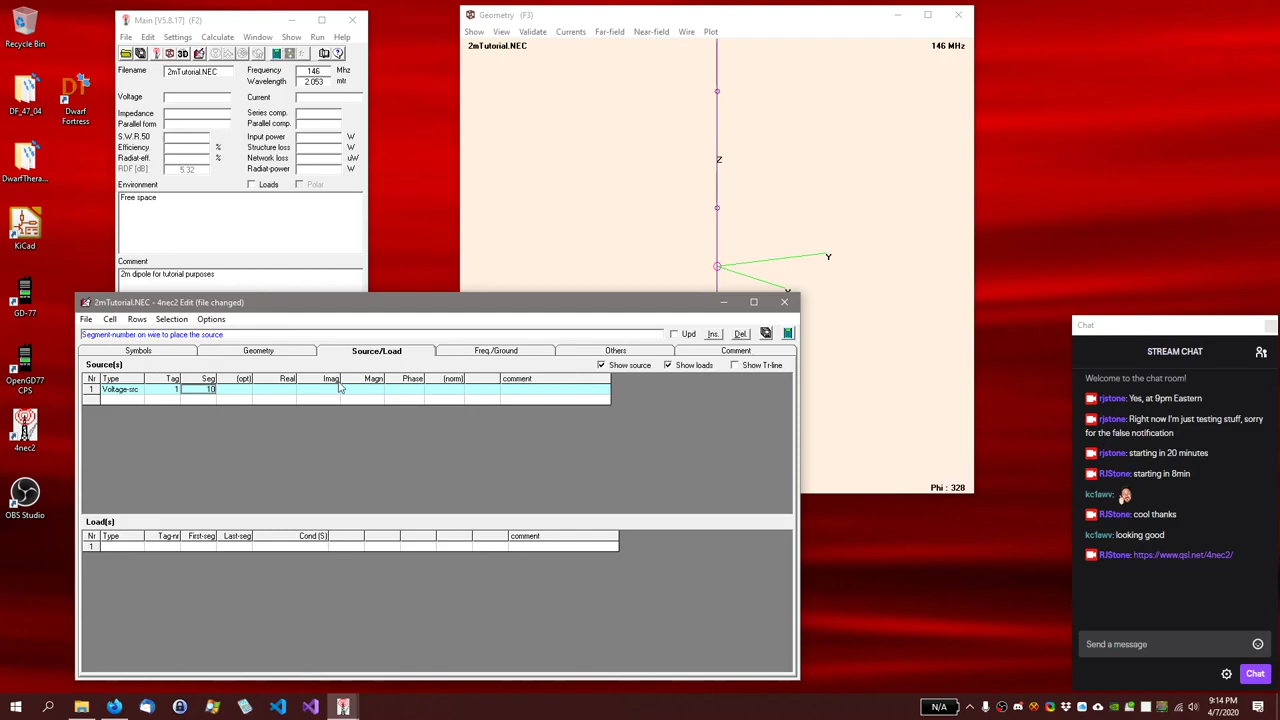 Recycle Bin
DF_47_04
Dwarf
Fortress
DwarfThera...
KiCad
GD-77
OpenGD77
CPS
4nec2
OBS Studio
Main [V5.8.17] (F2)
File Edit Settings Calculate Window Show Run Help
3D
Filename 2mTutorial.NEC Frequency 146 Mhz
Wavelength 2.053 mtr
Voltage Current
Impedance Series comp.
Parallel form Parallel comp.
S.W.R.50 Input power W
Efficiency % Structure loss W
Radiat-eff. % Network loss uW
RDF [dB] 5.32 Radiat-power W
Environment Loads Polar
Free space
Comment
2m dipole for tutorial purposes
Geometry (F3)
Show View Validate Currents Far-field Near-field Wire Plot
2mTutorial.NEC 146 MHz
Z
Y
Phi : 328
2mTutorial.NEC - 4nec2 Edit (file changed)
File Cell Rows Selection Options
Segment-number on wire to place the source Upd Ins. Del.
Symbols Geometry Source/Load Freq./Ground Others Comment
Source(s) Show source Show loads Show Tr-line
Nr Type Tag Seg (opt) Real Imag Magn Phase (norm) comment
1 Voltage-src 1 10
Load(s)
Nr Type Tag-nr First-seg Last-seg Cond (S) comment
1
Chat
STREAM CHAT
Welcome to the chat room!
rjstone: Yes, at 9pm Eastern
rjstone: Right now I'm just testing stuff, sorry
for the false notification
rjstone: starting in 20 minutes
RJStone: starting in 8min
kcfawv:
RJStone: cool thanks
kcfawv: looking good
RJStone: https://www.qsl.net/4nec2/
Send a message
Chat
N/A
9:14 PM
4/7/2020